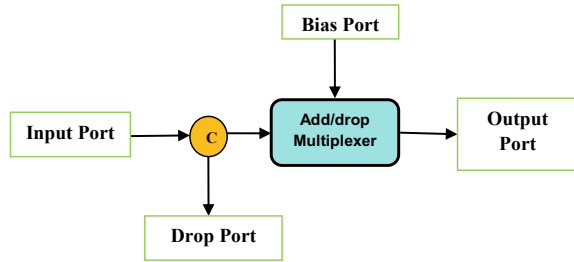 Bias Port
Input Port
C
Add/drop
Multiplexer
Output
Port
Drop Port